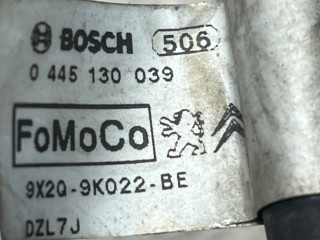 BOSCH 506
0 445 130 039
FoMoCo
9X2Q-9K022-BE
DZL7J